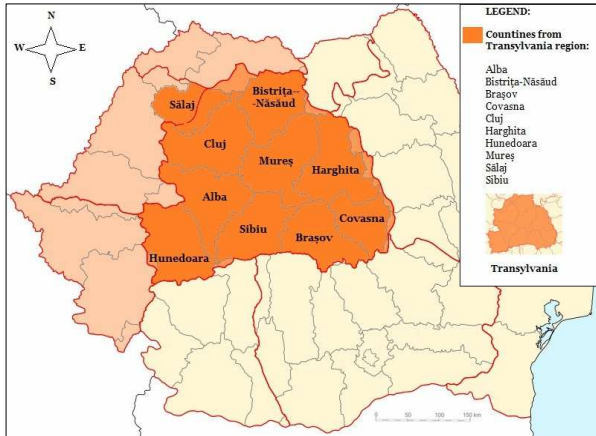 N
W E
S
LEGEND:
Countines from
Transylvania region:
Alba
Bistrița-Năsăud
Brașov
Covasna
Cluj
Harghita
Hunedoara
Mureș
Sălaj
Sibiu
Transylvania
Bistrița--
-Năsăud
Sălaj
Cluj
Mureș
Harghita
Alba
Covasna
Sibiu
Brașov
Hunedoara
0 50 100 150 km